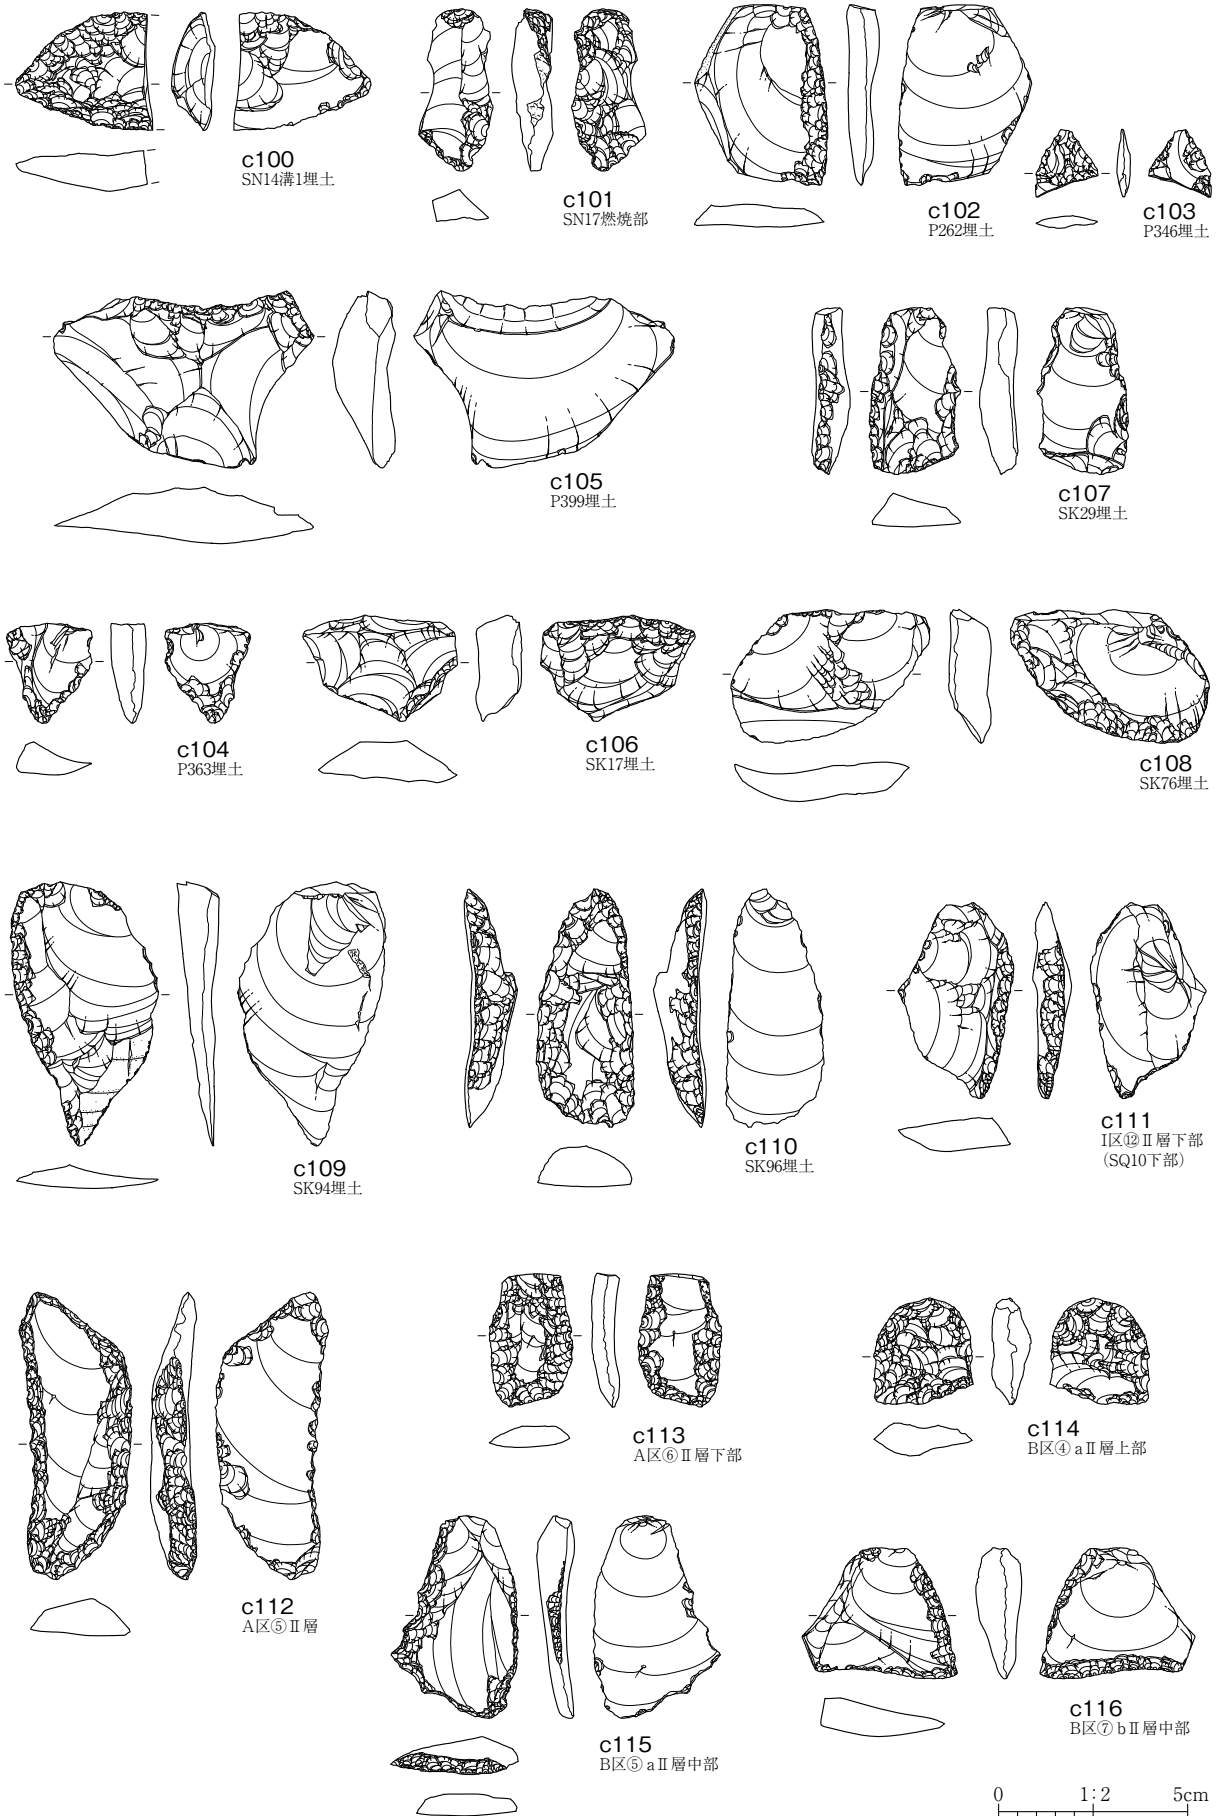 c100
SN14溝1埋土
c101
SN17燃焼部
c102
P262埋土
c103
P346埋土
c105
P399埋土
c107
SK29埋土
c104
P363埋土
c106
SK17埋土
c108
SK76埋土
c109
SK94埋土
c110
SK96埋土
c111
I区⑫Ⅱ層下部
（SQ10下部）
c112
A区⑤Ⅱ層
c113
A区⑥Ⅱ層下部
c114
B区④aⅡ層上部
c115
B区⑤aⅡ層中部
c116
B区⑦bⅡ層中部
0 1:2 5cm